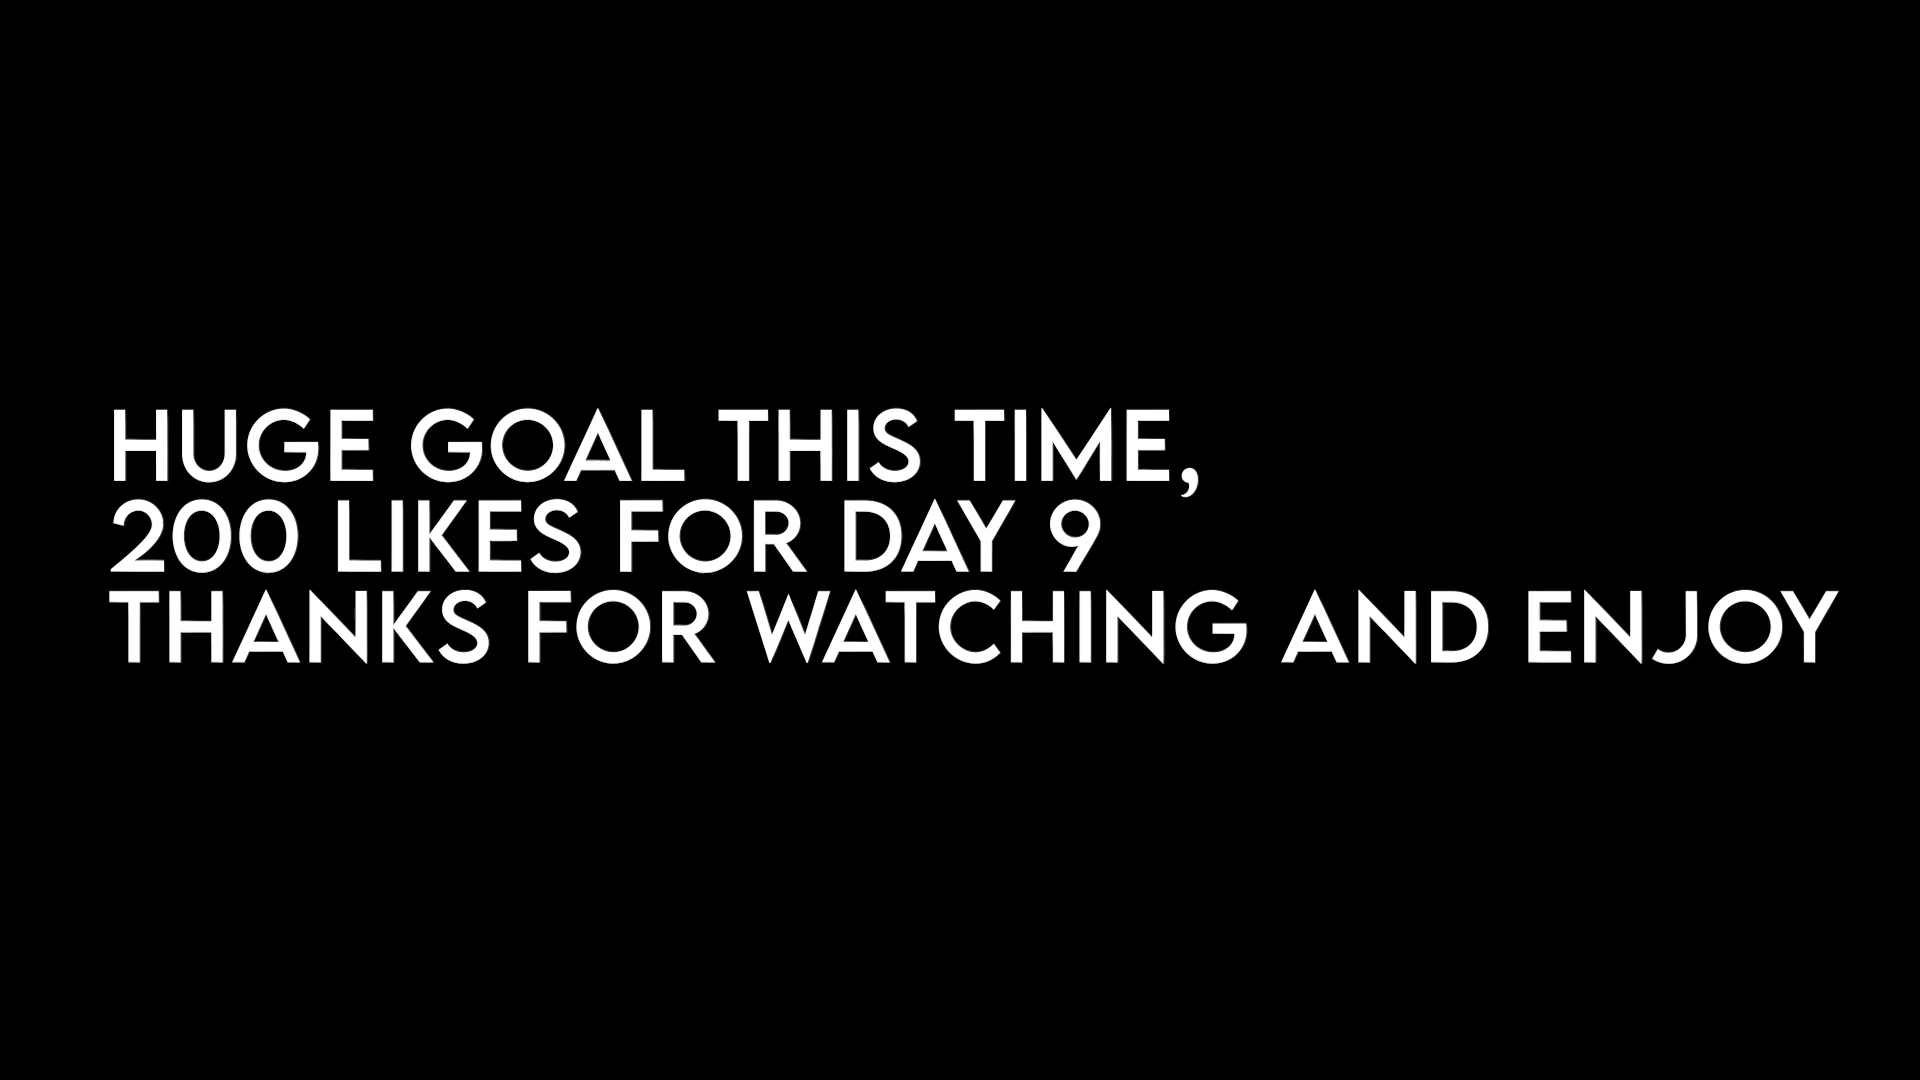 HUGE GOAL THIS TIME,
200 LIKES FOR DAY 9
THANKS FOR WATCHING AND ENJOY